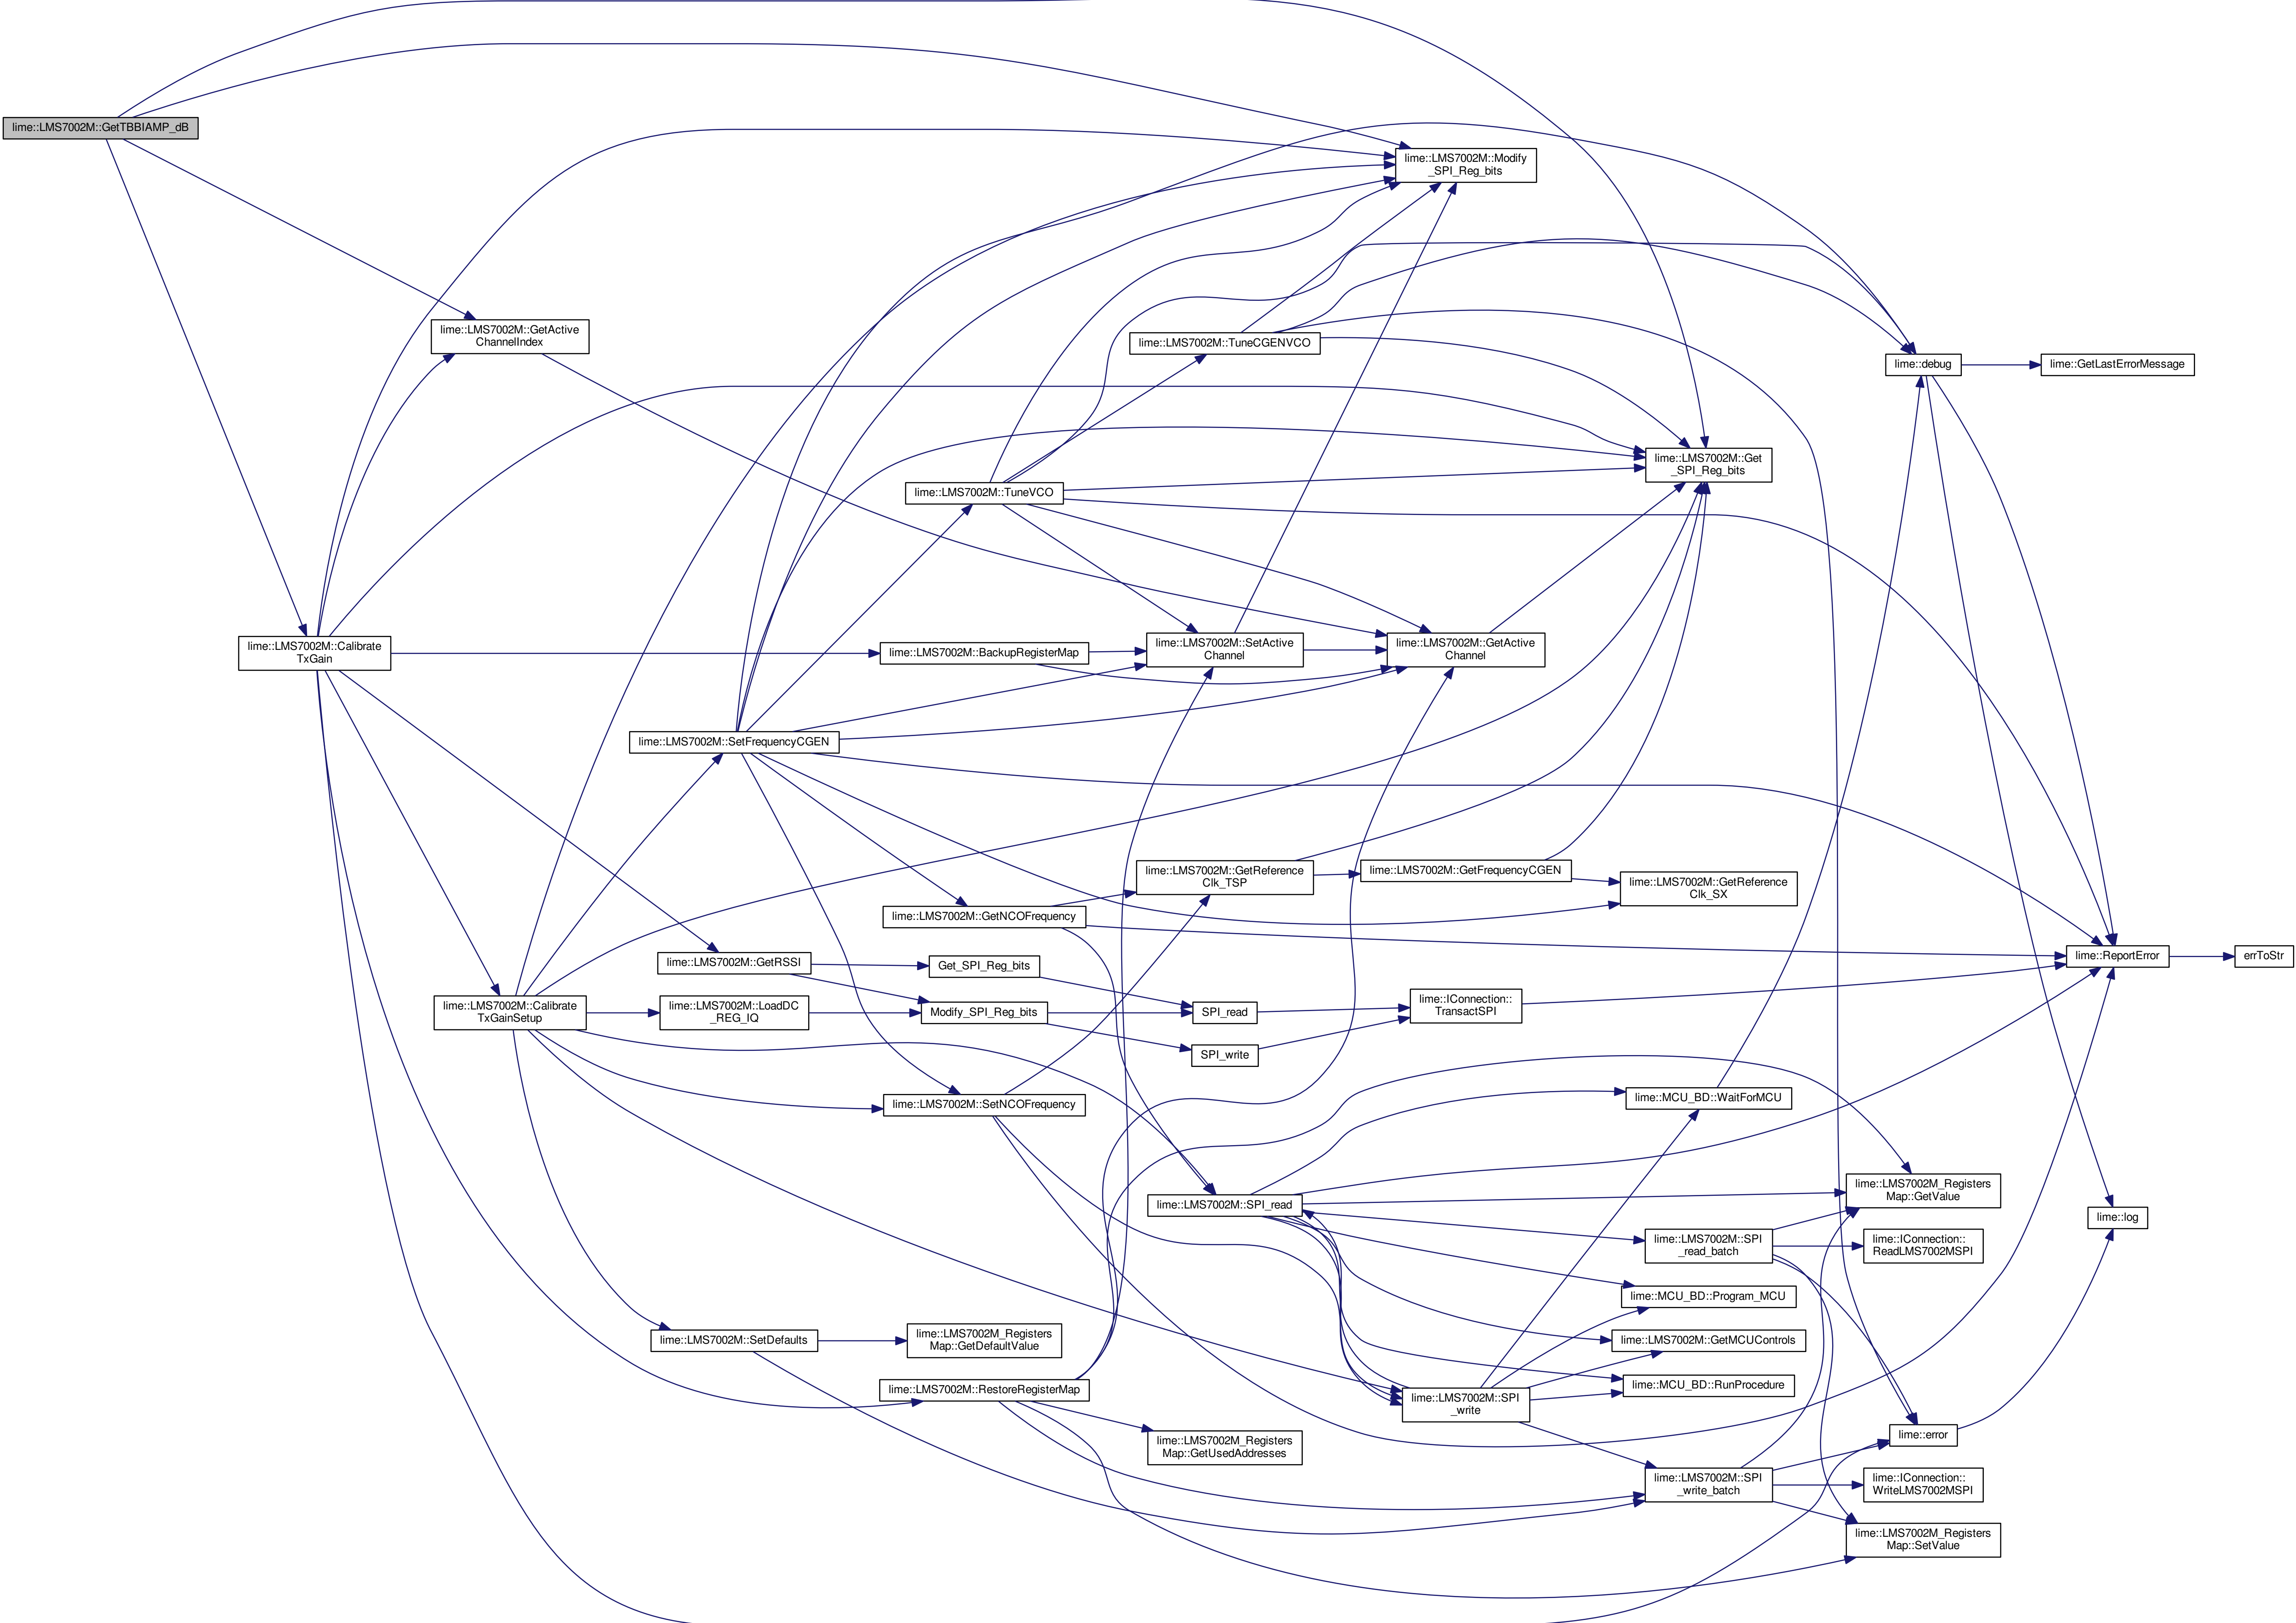 lime::LMS7002M::GetTBBIAMP_dB
lime::LMS7002M::Modify
_SPI_Reg_bits
lime::LMS7002M::GetActive
ChannelIndex
lime::LMS7002M::TuneCGENVCO
lime::debug
lime::GetLastErrorMessage
lime::LMS7002M::Get
_SPI_Reg_bits
lime::LMS7002M::TuneVCO
lime::LMS7002M::Calibrate
TxGain
lime::LMS7002M::BackupRegisterMap
lime::LMS7002M::SetActive
Channel
lime::LMS7002M::GetActive
Channel
lime::LMS7002M::SetFrequencyCGEN
lime::LMS7002M::GetReference
Clk_TSP
lime::LMS7002M::GetFrequencyCGEN
lime::LMS7002M::GetReference
Clk_SX
lime::LMS7002M::GetNCOFrequency
lime::LMS7002M::GetRSSI
Get_SPI_Reg_bits
lime::ReportError
errToStr
lime::LMS7002M::Calibrate
TxGainSetup
lime::LMS7002M::LoadDC
_REG_IQ
Modify_SPI_Reg_bits
SPI_read
lime::IConnection::
TransactSPI
SPI_write
lime::LMS7002M::SetNCOFrequency
lime::MCU_BD::WaitForMCU
lime::LMS7002M::SPI_read
lime::LMS7002M_Registers
Map::GetValue
lime::log
lime::LMS7002M::SPI
_read_batch
lime::IConnection::
ReadLMS7002MSPI
lime::MCU_BD::Program_MCU
lime::LMS7002M::SetDefaults
lime::LMS7002M_Registers
Map::GetDefaultValue
lime::LMS7002M::GetMCUControls
lime::LMS7002M::RestoreRegisterMap
lime::MCU_BD::RunProcedure
lime::LMS7002M::SPI
_write
lime::LMS7002M_Registers
Map::GetUsedAddresses
lime::error
lime::LMS7002M::SPI
_write_batch
lime::IConnection::
WriteLMS7002MSPI
lime::LMS7002M_Registers
Map::SetValue